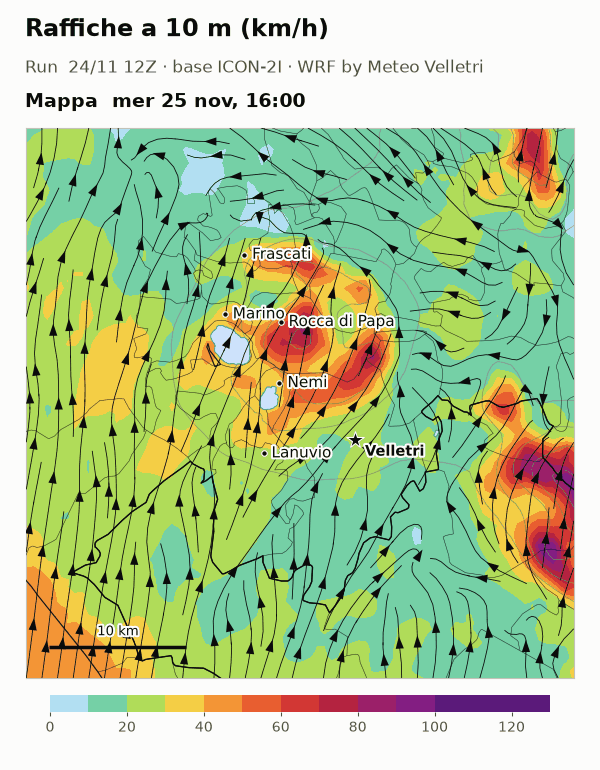 Raffiche a 10 m (km/h)
Run  24/11 12Z · base ICON-2I · WRF by Meteo Velletri
Mappa  mer 25 nov, 16:00
Frascati
Marino
Rocca di Papa
Nemi
Lanuvio
Velletri
10 km
0 20 40 60 80 100 120